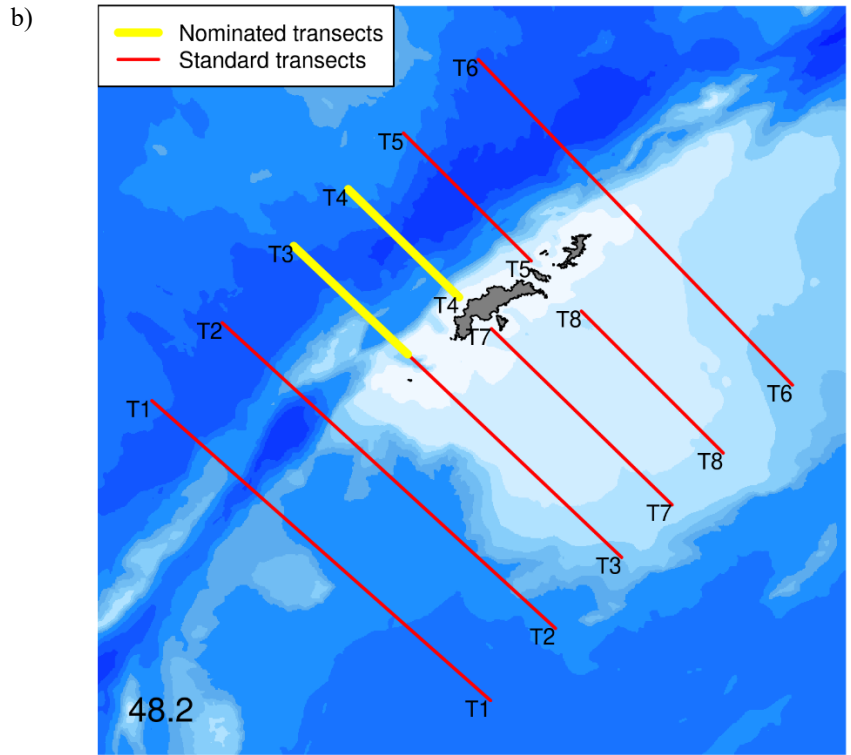 b)
Nominated transects
Standard transects
T6
T5
T4
T3
T5
T4
T8
T7
T2
T6
T1
T8
T7
T3
T2
48.2
T1